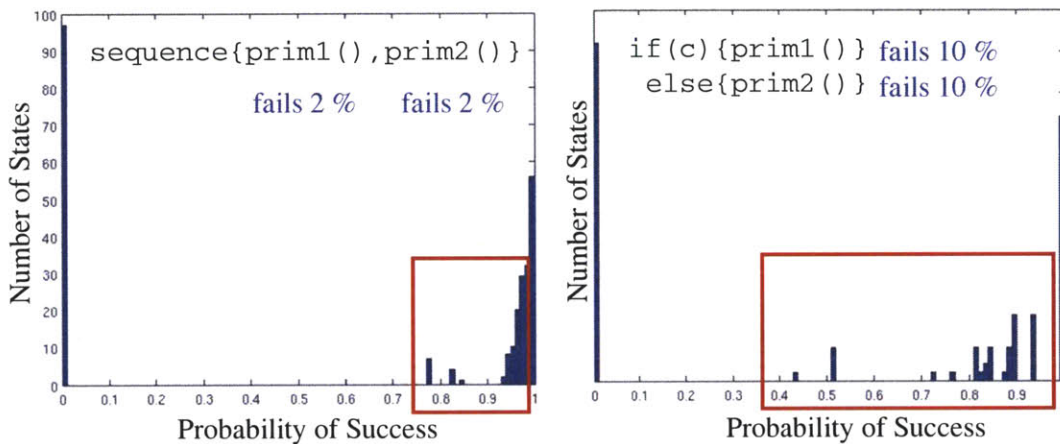 100
90
80
70
60
50
40
30
20
10
0
Number of States
sequence{prim1(),prim2()}
fails 2 % fails 2 %
0 0.1 0.2 0.3 0.4 0.5 0.6 0.7 0.8 0.9 1
Probability of Success
Number of States
if(c){prim1()} fails 10 %
else{prim2()} fails 10 %
0 0.1 0.2 0.3 0.4 0.5 0.6 0.7 0.8 0.9
Probability of Success